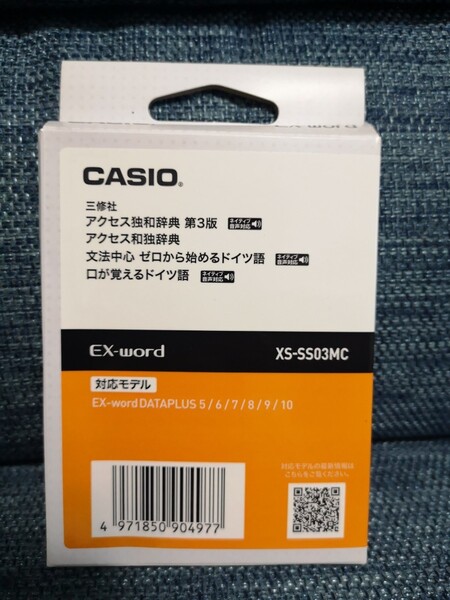 EX-word
CASIO®
三修社
アクセス独和辞典 第3版 ネイティブ音声対応
アクセス和独辞典
文法中心 ゼロから始めるドイツ語 ネイティブ音声対応
口が覚えるドイツ語 ネイティブ音声対応
EX-word XS-SS03MC
対応モデル
EX-word DATAPLUS 5 / 6 / 7 / 8 / 9 / 10
対応モデルの最新情報は
こちらをご覧ください。
4 971850 904977